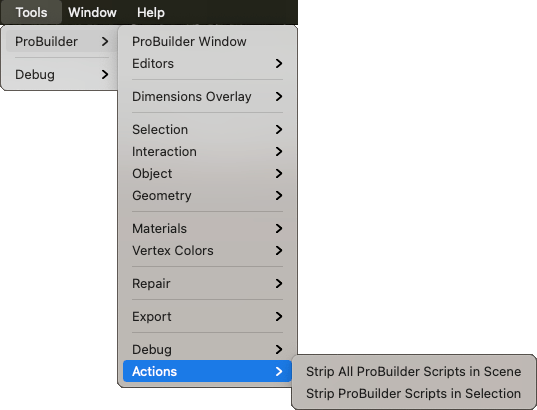 Tools Window Help
ProBuilder
Debug
ProBuilder Window
Editors
Dimensions Overlay
Selection
Interaction
Object
Geometry
Materials
Vertex Colors
Repair
Export
Debug
Actions
Strip All ProBuilder Scripts in Scene
Strip ProBuilder Scripts in Selection